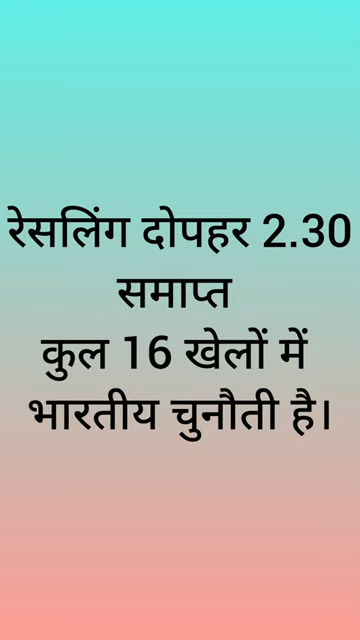 रेसलिंग दोपहर 2.30
समाप्त
कुल 16 खेलों में
भारतीय चुनौती है।